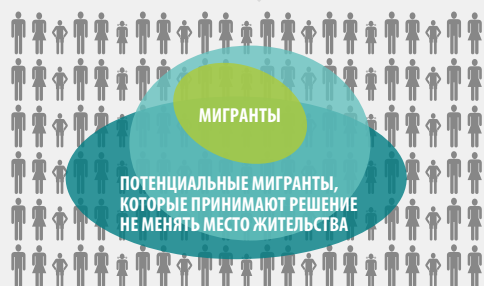 МИГРАНТЫ
ПОТЕНЦИАЛЬНЫЕ МИГРАНТЫ,
КОТОРЫЕ ПРИНИМАЮТ РЕШЕНИЕ
НЕ МЕНЯТЬ МЕСТО ЖИТЕЛЬСТВА